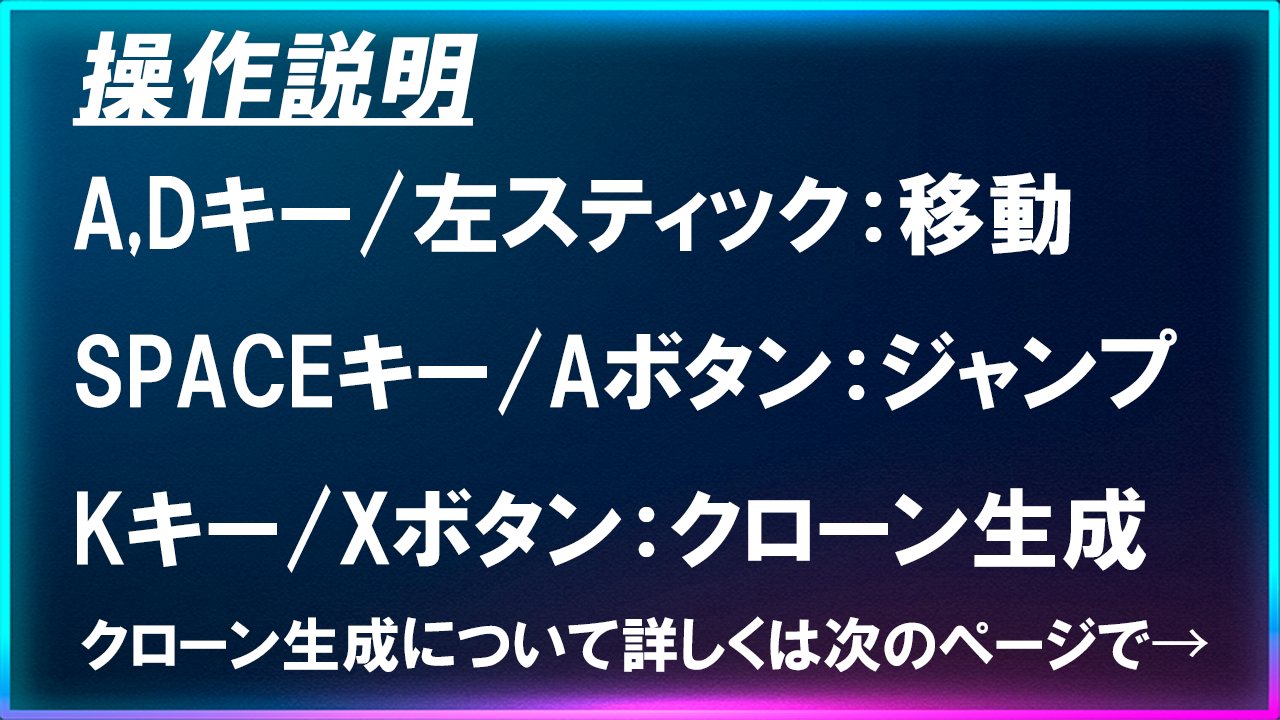 操作説明
A,Dキー/左スティック：移動
SPACEキー/Aボタン：ジャンプ
Kキー/Xボタン：クローン生成
クローン生成について詳しくは次のページで→